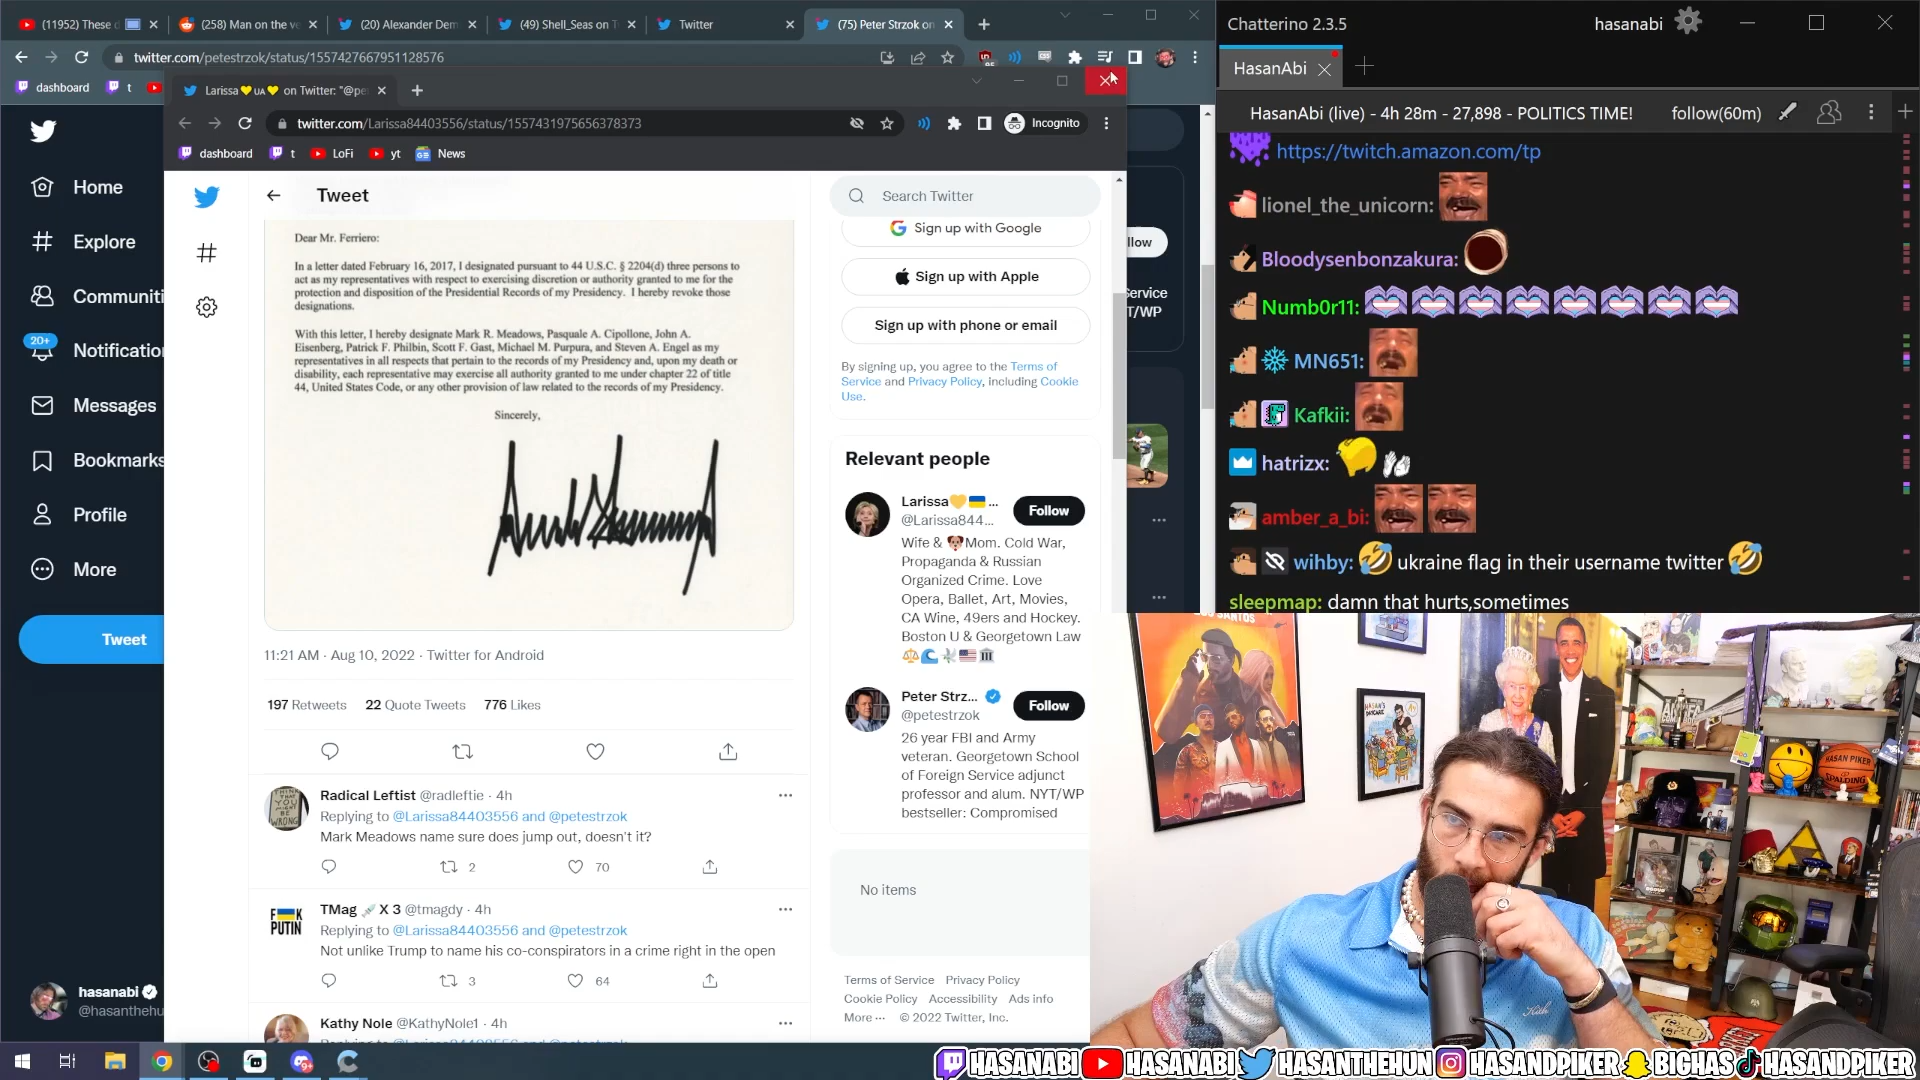 (11952) These d
(258) Man on the ve
(20) Alexander Dem
(49) Shell_Seas on T
Twitter
(75) Peter Strzok on
twitter.com/petestrzok/status/1557427667951128576
dashboard
t
Larissa💛UA💛 on Twitter: "@pe
twitter.com/Larissa84403556/status/1557431975656378373
Incognito
dashboard
t
LoFi
yt
News
Home
Explore
Communiti
20+
Notification
Messages
Bookmarks
Profile
More
Tweet
hasanabi
@hasanthehu
Tweet
Dear Mr. Ferriero:
In a letter dated February 16, 2017, I designated pursuant to 44 U.S.C. § 2204(d) three persons to
act as my representatives with respect to exercising discretion or authority granted to me for the
protection and disposition of the Presidential Records of my Presidency. I hereby revoke those
designations.
With this letter, I hereby designate Mark R. Meadows, Pasquale A. Cipollone, John A.
Eisenberg, Patrick F. Philbin, Scott F. Gast, Michael M. Purpura, and Steven A. Engel as my
representatives in all respects that pertain to the records of my Presidency and, upon my death or
disability, each representative may exercise all authority granted to me under chapter 22 of title
44, United States Code, or any other provision of law related to the records of my Presidency.
Sincerely,
11:21 AM · Aug 10, 2022 · Twitter for Android
197 Retweets 22 Quote Tweets 776 Likes
Radical Leftist @radleftie · 4h
Replying to @Larissa84403556 and @petestrzok
Mark Meadows name sure does jump out, doesn't it?
2
70
TMag 💉X 3 @tmagdy · 4h
Replying to @Larissa84403556 and @petestrzok
Not unlike Trump to name his co-conspirators in a crime right in the open
3
64
PUTIN
Kathy Nole @KathyNole1 · 4h
Search Twitter
Sign up with Google
Sign up with Apple
Sign up with phone or email
By signing up, you agree to the Terms of
Service and Privacy Policy, including Cookie
Use.
Relevant people
Larissa💛🇺🇦 ...
@Larissa844...
Follow
Wife & 🐶Mom. Cold War,
Propaganda & Russian
Organized Crime. Love
Opera, Ballet, Art, Movies,
CA Wine, 49ers and Hockey.
Boston U & Georgetown Law
Peter Strz...
@petestrzok
Follow
26 year FBI and Army
veteran. Georgetown School
of Foreign Service adjunct
professor and alum. NYT/WP
bestseller: Compromised
No items
Terms of Service Privacy Policy
Cookie Policy Accessibility Ads info
More ··· © 2022 Twitter, Inc.
llow
ervice
T/WP
Chatterino 2.3.5
hasanabi
HasanAbi
HasanAbi (live) - 4h 28m - 27,898 - POLITICS TIME!
follow(60m)
https://twitch.amazon.com/tp
lionel_the_unicorn:
Bloodysenbonzakura:
Numb0r11:
MN651:
Kafkii:
hatrizx:
amber_a_bi:
wihby: 🤣 ukraine flag in their username twitter 🤣
sleepmap: damn that hurts,sometimes
HASAN PIKER
SPALDING
Kith
HASANABI
HASANABI
HASANTHEHUN
HASANDPIKER
BIGHAS
HASANDPIKER